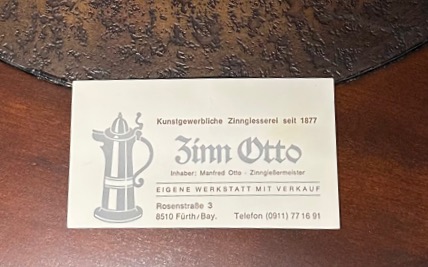 Kunstgewerbliche Zinngiesserei seit 1877
Zinn Otto
Inhaber: Manfred Otto - Zinngießermeister
EIGENE WERKSTATT MIT VERKAUF
Rosenstraße 3
8510 Fürth/Bay. Telefon (0911) 77 16 91